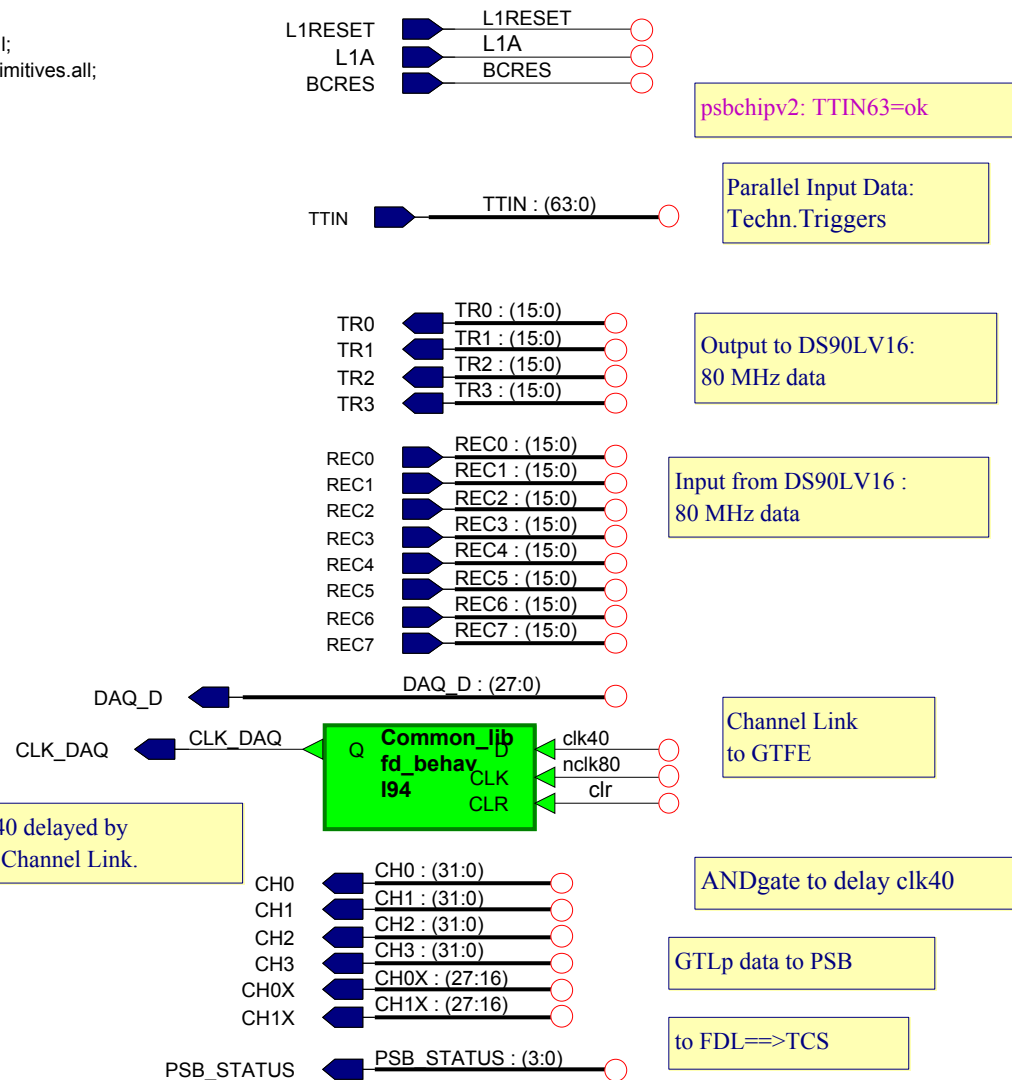 l;
imitives.all;
L1RESET L1RESET
L1A L1A
BCRES BCRES
psbchipv2: TTIN63=ok
TTIN TTIN : (63:0)
Parallel Input Data:
Techn.Triggers
TR0 TR0 : (15:0)
TR1 TR1 : (15:0)
TR2 TR2 : (15:0)
TR3 TR3 : (15:0)
Output to DS90LV16:
80 MHz data
REC0 REC0 : (15:0)
REC1 REC1 : (15:0)
REC2 REC2 : (15:0)
REC3 REC3 : (15:0)
REC4 REC4 : (15:0)
REC5 REC5 : (15:0)
REC6 REC6 : (15:0)
REC7 REC7 : (15:0)
Input from DS90LV16 :
80 MHz data
DAQ_D DAQ_D : (27:0)
CLK_DAQ CLK_DAQ
Q Common_lib D clk40
fd_behav CLK nclk80
I94 CLR clr
Channel Link
to GTFE
40 delayed by
Channel Link.
CH0 CH0 : (31:0)
CH1 CH1 : (31:0)
CH2 CH2 : (31:0)
CH3 CH3 : (31:0)
CH0X CH0X : (27:16)
CH1X CH1X : (27:16)
ANDgate to delay clk40
GTLp data to PSB
to FDL==>TCS
PSB_STATUS PSB_STATUS : (3:0)